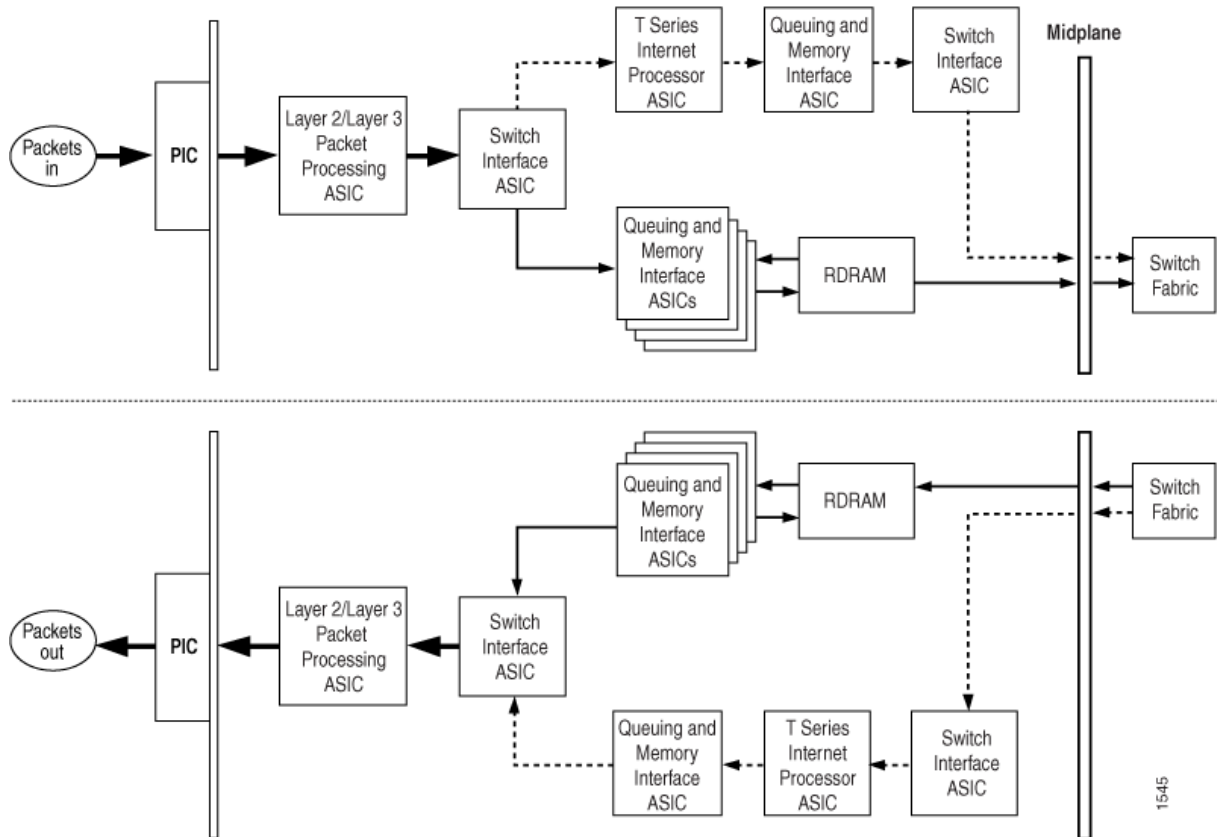 T Series
Internet
Processor
ASIC
Queuing and
Memory
Interface
ASIC
Switch
Interface
ASIC
Midplane
Packets
in
PIC
Layer 2/Layer 3
Packet
Processing
ASIC
Switch
Interface
ASIC
Queuing and
Memory
Interface
ASICs
RDRAM
Switch
Fabric
Queuing and
Memory
Interface
ASICs
RDRAM
Switch
Fabric
Packets
out
PIC
Layer 2/Layer 3
Packet
Processing
ASIC
Switch
Interface
ASIC
Queuing and
Memory
Interface
ASIC
T Series
Internet
Processor
ASIC
Switch
Interface
ASIC
1545